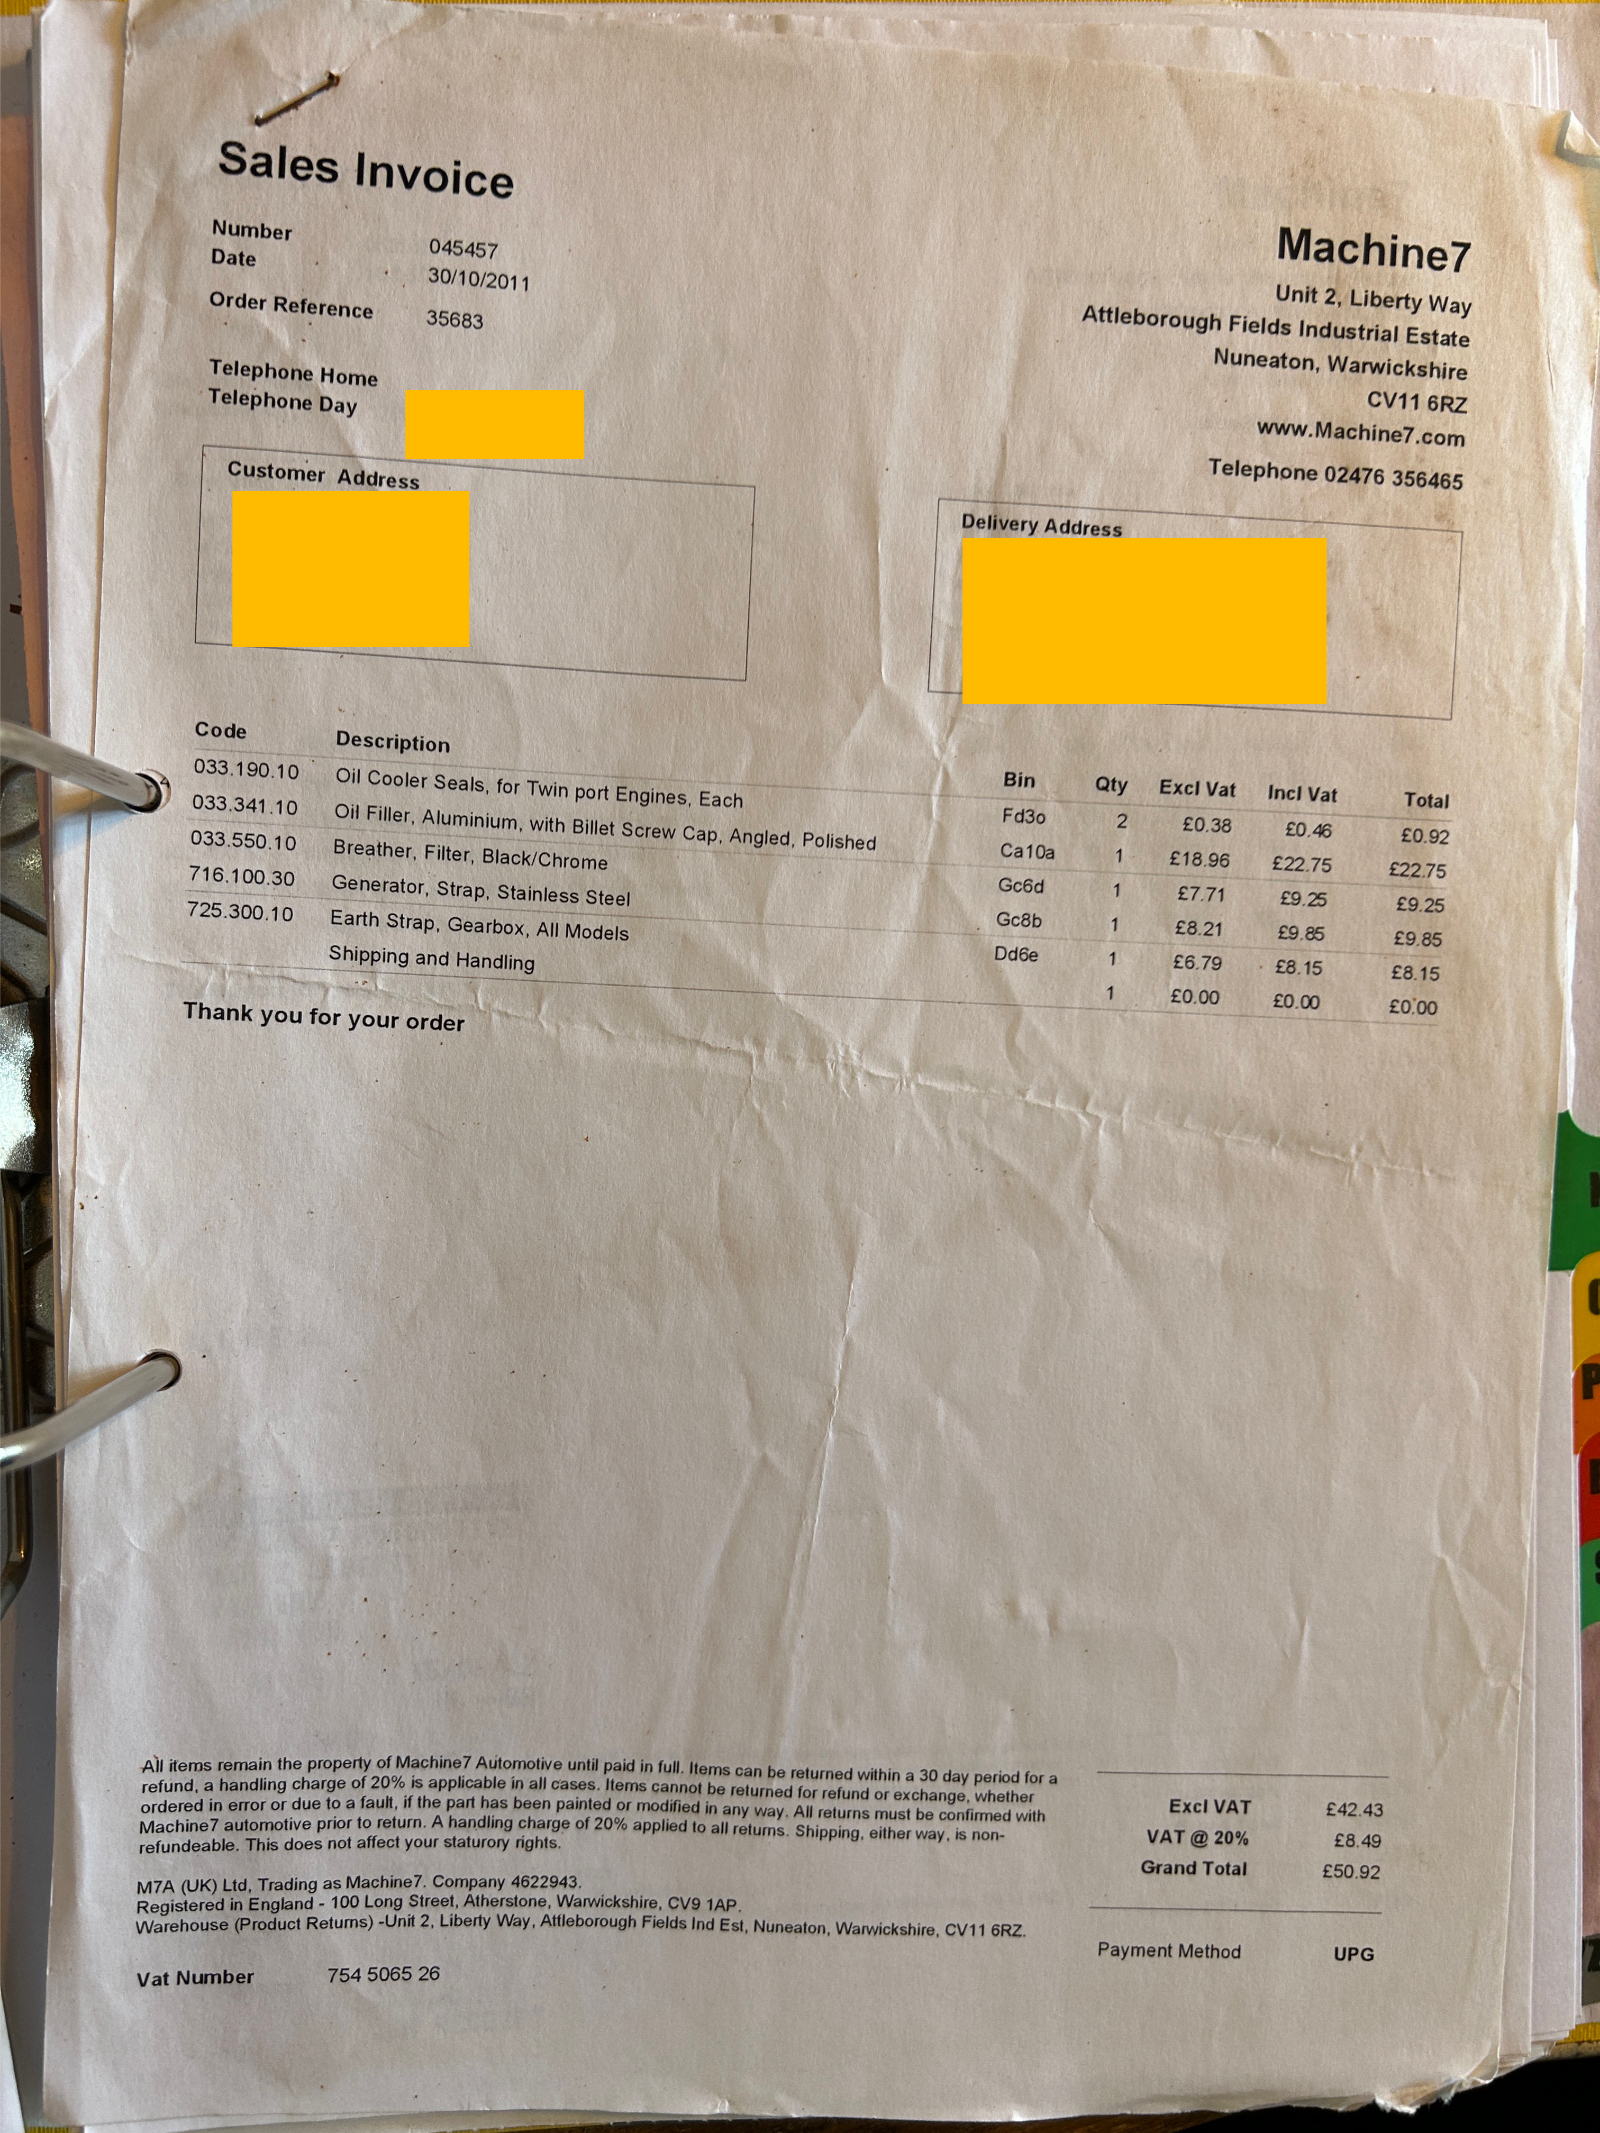 Sales Invoice
Number 045457
Date 30/10/2011
Order Reference 35683
Telephone Home
Telephone Day
Machine7
Unit 2, Liberty Way
Attleborough Fields Industrial Estate
Nuneaton, Warwickshire
CV11 6RZ
www.Machine7.com
Telephone 02476 356465
Customer Address
Delivery Address
Code Description Bin Qty Excl Vat Incl Vat Total
033.190.10 Oil Cooler Seals, for Twin port Engines, Each Fd3o 2 £0.38 £0.46 £0.92
033.341.10 Oil Filler, Aluminium, with Billet Screw Cap, Angled, Polished Ca10a 1 £18.96 £22.75 £22.75
033.550.10 Breather, Filter, Black/Chrome Gc6d 1 £7.71 £9.25 £9.25
716.100.30 Generator, Strap, Stainless Steel Gc8b 1 £8.21 £9.85 £9.85
725.300.10 Earth Strap, Gearbox, All Models Dd6e 1 £6.79 £8.15 £8.15
Shipping and Handling 1 £0.00 £0.00 £0.00
Thank you for your order
All items remain the property of Machine7 Automotive until paid in full. Items can be returned within a 30 day period for a
refund, a handling charge of 20% is applicable in all cases. Items cannot be returned for refund or exchange, whether
ordered in error or due to a fault, if the part has been painted or modified in any way. All returns must be confirmed with
Machine7 automotive prior to return. A handling charge of 20% applied to all returns. Shipping, either way, is non-
refundeable. This does not affect your staturory rights.
M7A (UK) Ltd, Trading as Machine7. Company 4622943.
Registered in England - 100 Long Street, Atherstone, Warwickshire, CV9 1AP.
Warehouse (Product Returns) -Unit 2, Liberty Way, Attleborough Fields Ind Est, Nuneaton, Warwickshire, CV11 6RZ.
Vat Number 754 5065 26
Excl VAT £42.43
VAT @ 20% £8.49
Grand Total £50.92
Payment Method UPG
P